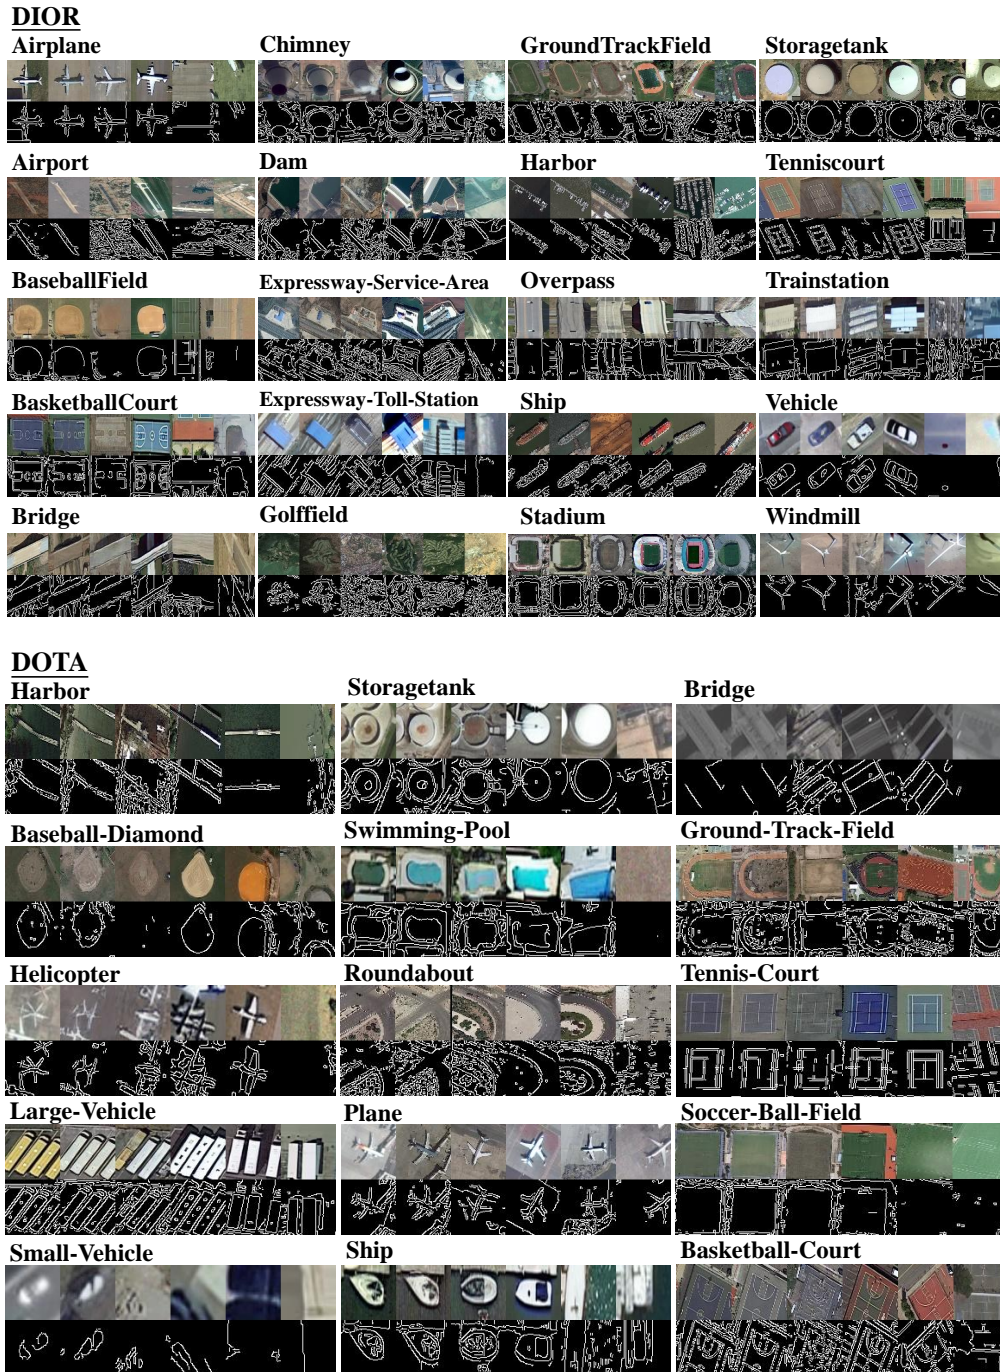 DIOR
Airplane
Chimney
GroundTrackField
Storagetank
Airport
Dam
Harbor
Tenniscourt
BaseballField
Expressway-Service-Area
Overpass
Trainstation
BasketballCourt
Expressway-Toll-Station
Ship
Vehicle
Bridge
Golffield
Stadium
Windmill
DOTA
Harbor
Storagetank
Bridge
Baseball-Diamond
Swimming-Pool
Ground-Track-Field
Helicopter
Roundabout
Tennis-Court
Large-Vehicle
Plane
Soccer-Ball-Field
Small-Vehicle
Ship
Basketball-Court